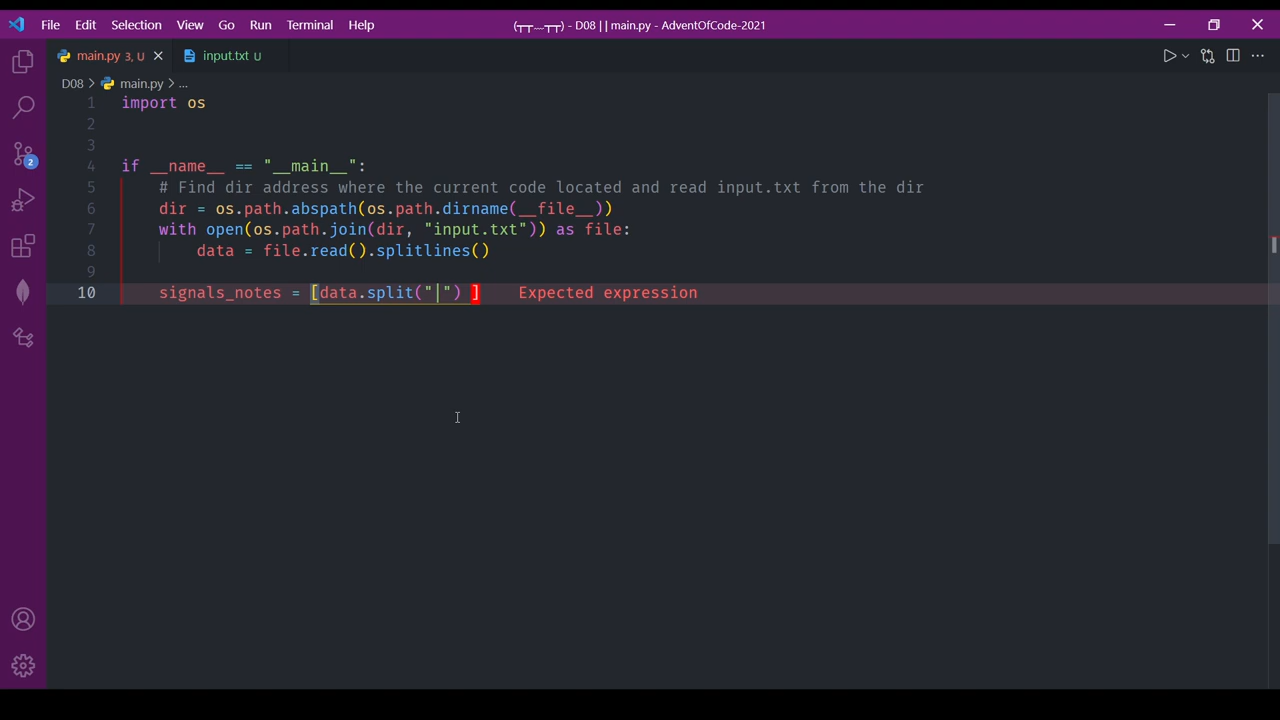 File Edit Selection View Go Run Terminal Help
- D08 | | main.py - AdventOfCode-2021
main.py 3, U input.txt U
D08 > main.py > ...
1 import os
2
3
4 if __name__ == "__main__":
5 # Find dir address where the current code located and read input.txt from the dir
6 dir = os.path.abspath(os.path.dirname(__file__))
7 with open(os.path.join(dir, "input.txt")) as file:
8 data = file.read().splitlines()
9
10 signals_notes = [data.split("|") ] Expected expression
2